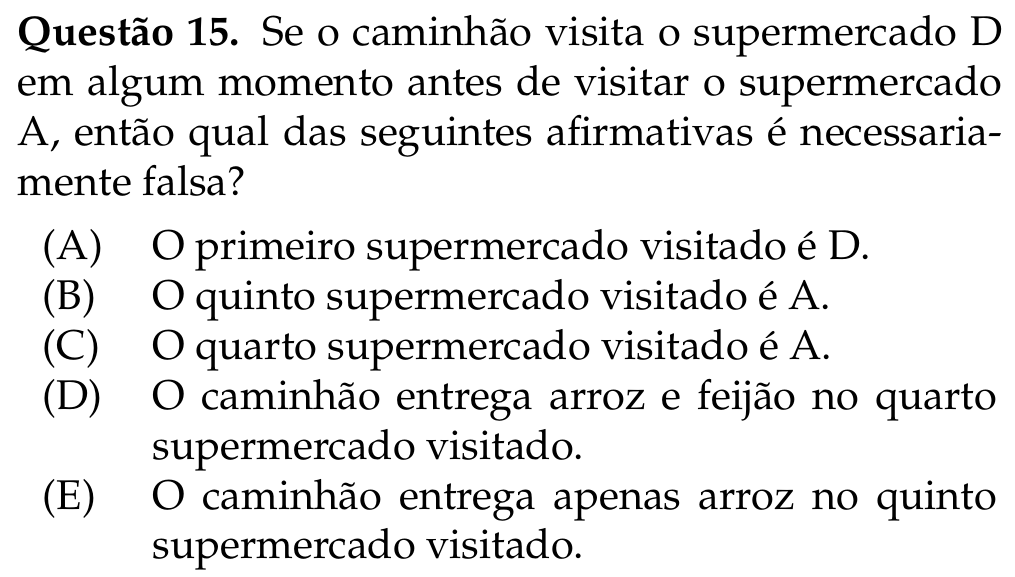 Questão 15. Se o caminhão visita o supermercado D
em algum momento antes de visitar o supermercado
A, então qual das seguintes afirmativas é necessaria-
mente falsa?
(A) O primeiro supermercado visitado é D.
(B) O quinto supermercado visitado é A.
(C) O quarto supermercado visitado é A.
(D) O caminhão entrega arroz e feijão no quarto
supermercado visitado.
(E) O caminhão entrega apenas arroz no quinto
supermercado visitado.